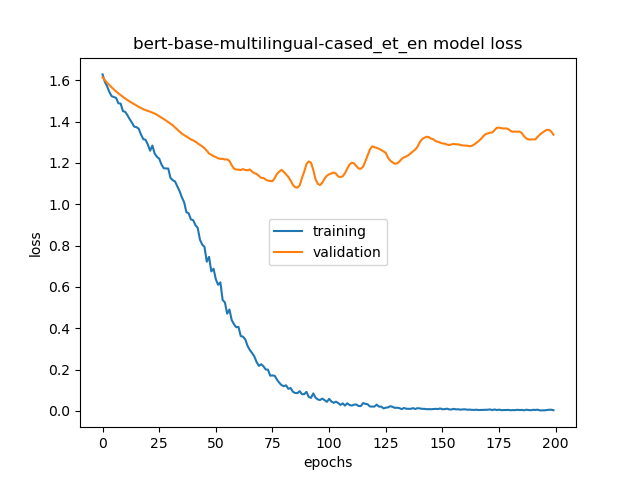 bert-base-multilingual-cased_et_en model loss
loss
1.6
1.4
1.2
1.0
0.8
0.6
0.4
0.2
0.0
training
validation
0 25 50 75 100 125 150 175 200
epochs